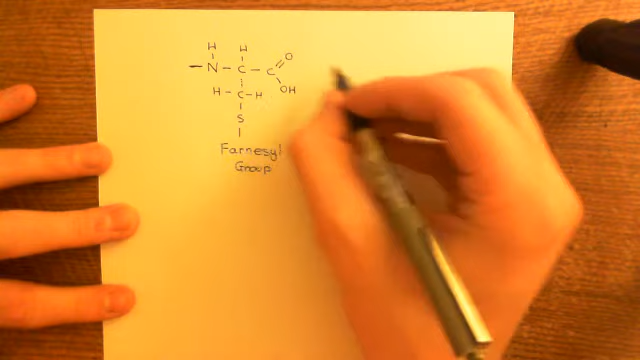 H H O
– N – C – C
OH
H – C – H
S
Farnesyl
Group